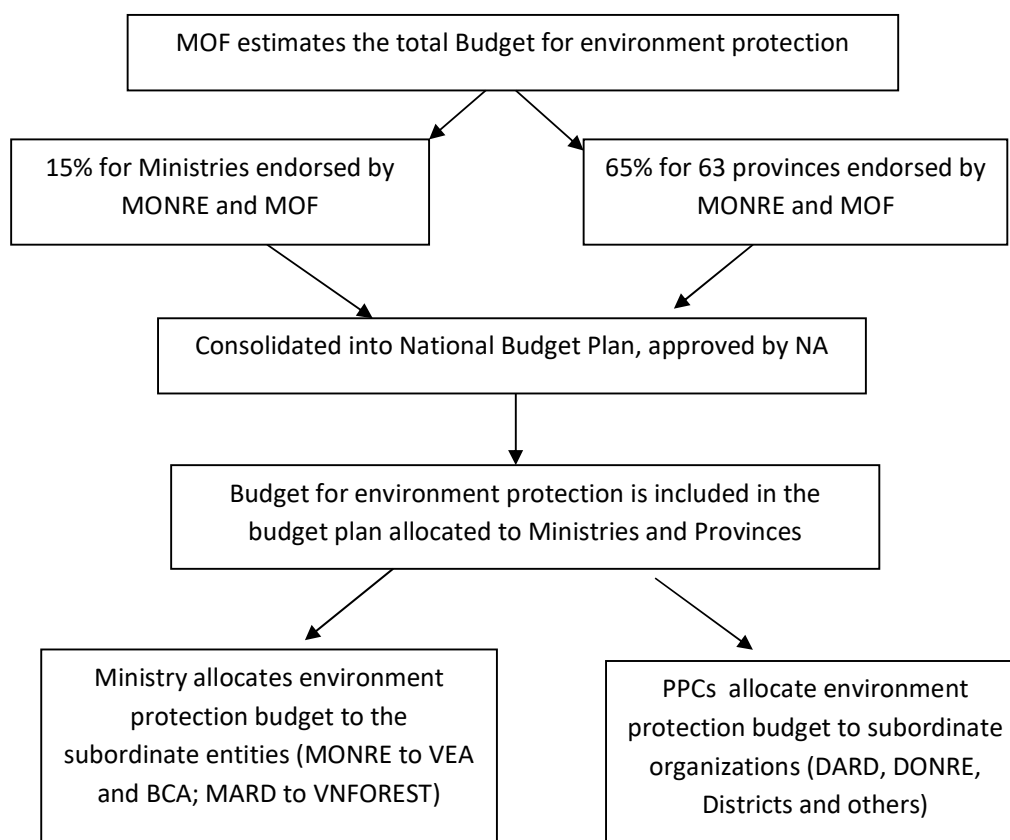 MOF estimates the total Budget for environment protection
15% for Ministries endorsed by
MONRE and MOF
65% for 63 provinces endorsed by
MONRE and MOF
Consolidated into National Budget Plan, approved by NA
Budget for environment protection is included in the
budget plan allocated to Ministries and Provinces
Ministry allocates environment
protection budget to the
subordinate entities (MONRE to VEA
and BCA; MARD to VNFOREST)
PPCs allocate environment
protection budget to subordinate
organizations (DARD, DONRE,
Districts and others)